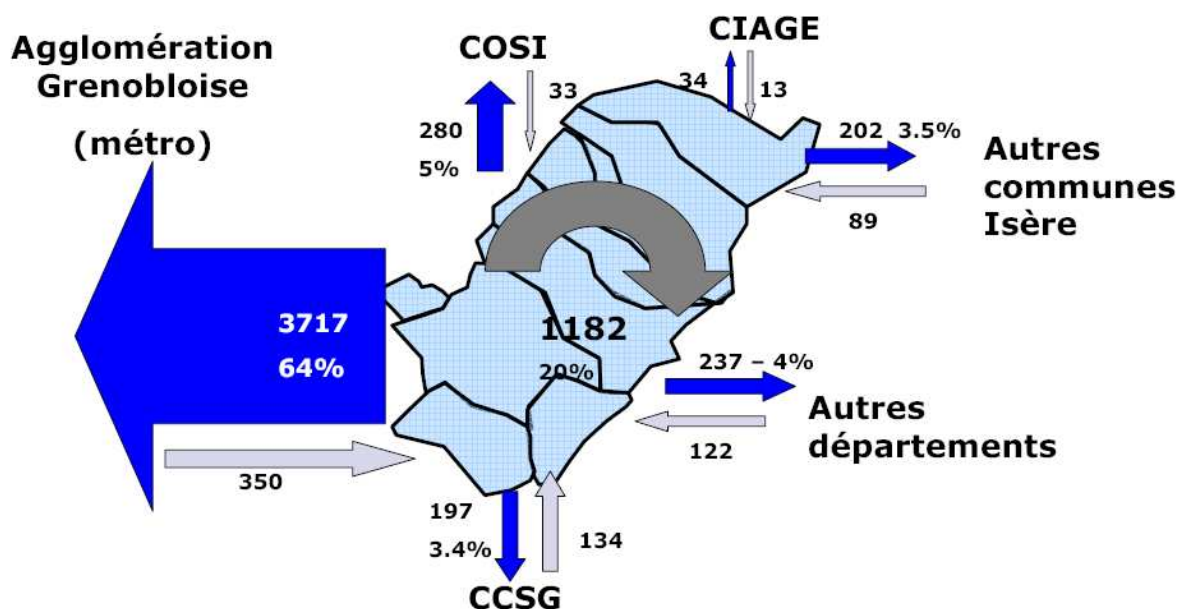 Agglomération
Grenobloise
(métro)
COSI
CIAGE
33
34
13
280
5%
202 3.5%
89
Autres
communes
Isère
3717
64%
1182
20%
237 – 4%
122
Autres
départements
350
197
3.4%
134
CCSG